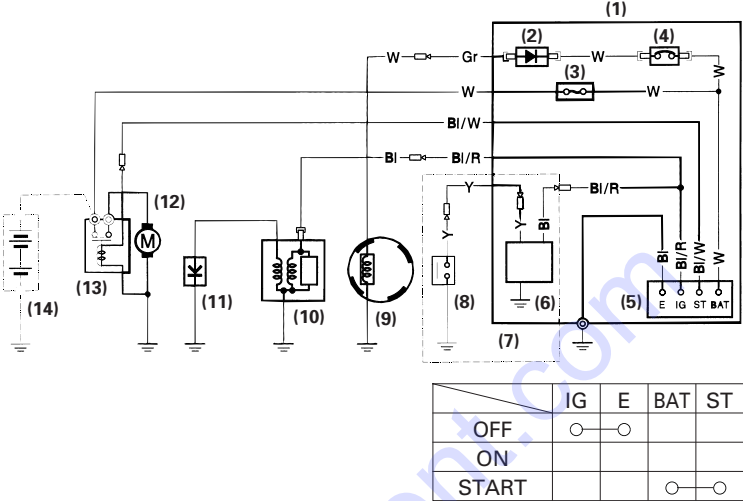 (1)
(2) (4)
W Gr W W
(3)
W W
Bl/W
Bl Bl/R
Y Bl/R
(12)
Y Y Bl
M
Bl Bl/R Bl/W W
(13) (11) (10) (9) (8) (6) (5) E IG ST BAT
(14) (7)
IG E BAT ST
OFF
ON
START